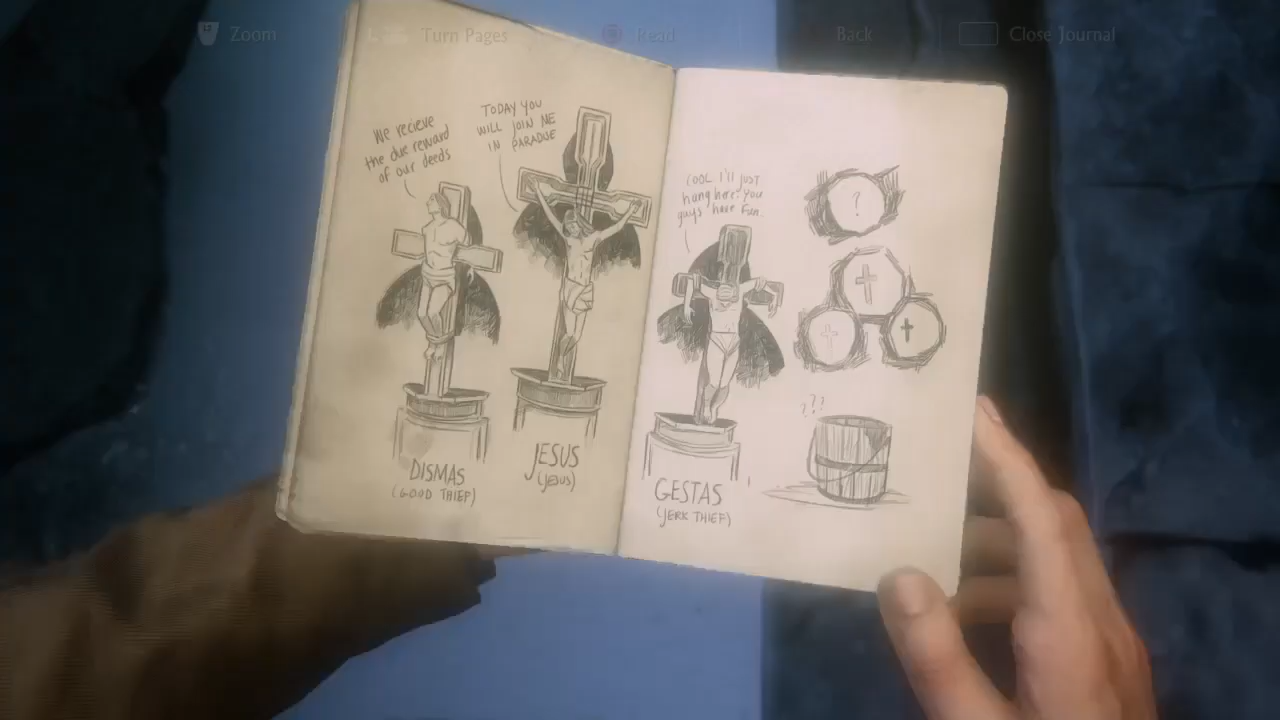 Zoom
Turn Pages
Read
Back
Close Journal
We recieve
the due reward
of our deeds
TODAY YOU
WILL JOIN ME
IN PARADISE
COOL I'll just
hang here. You
guys have fun.
?
???
DISMAS
(GOOD THIEF)
JESUS
(JESUS)
GESTAS
(JERK THIEF)